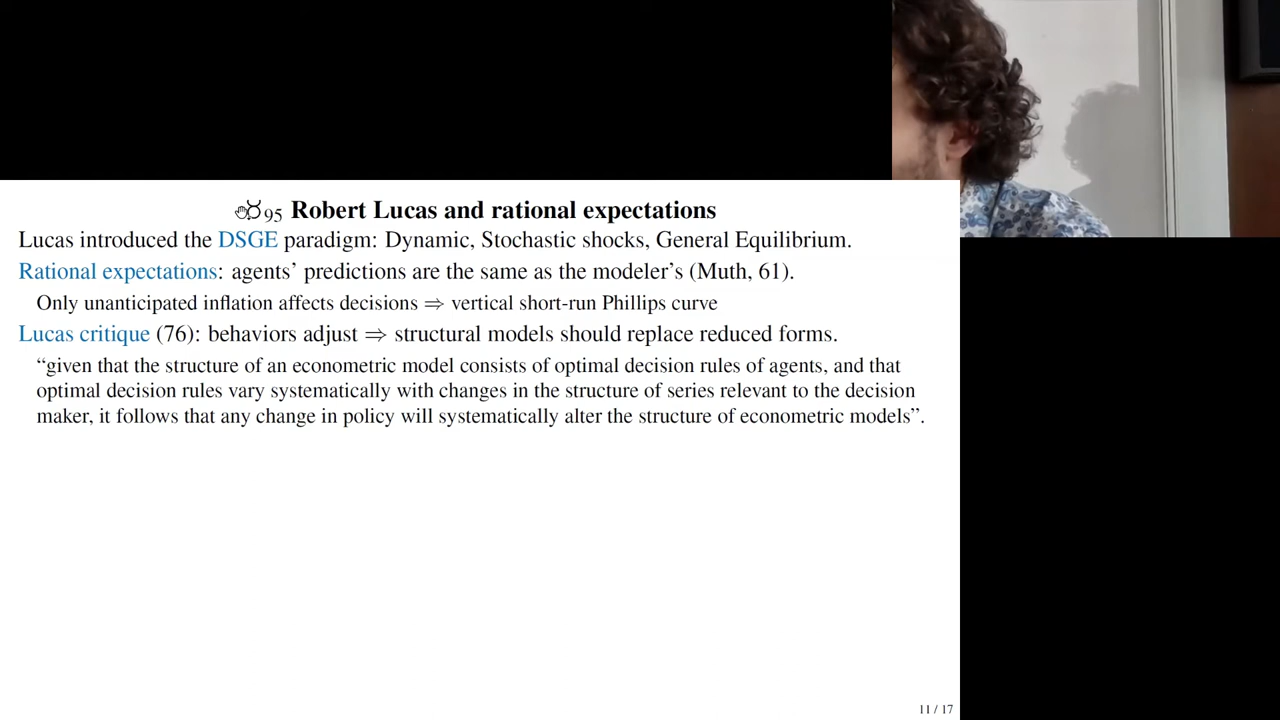 95 Robert Lucas and rational expectations
Lucas introduced the DSGE paradigm: Dynamic, Stochastic shocks, General Equilibrium.
Rational expectations: agents' predictions are the same as the modeler's (Muth, 61).
Only unanticipated inflation affects decisions ⇒ vertical short-run Phillips curve
Lucas critique (76): behaviors adjust ⇒ structural models should replace reduced forms.
“given that the structure of an econometric model consists of optimal decision rules of agents, and that
optimal decision rules vary systematically with changes in the structure of series relevant to the decision
maker, it follows that any change in policy will systematically alter the structure of econometric models”.
11 / 17